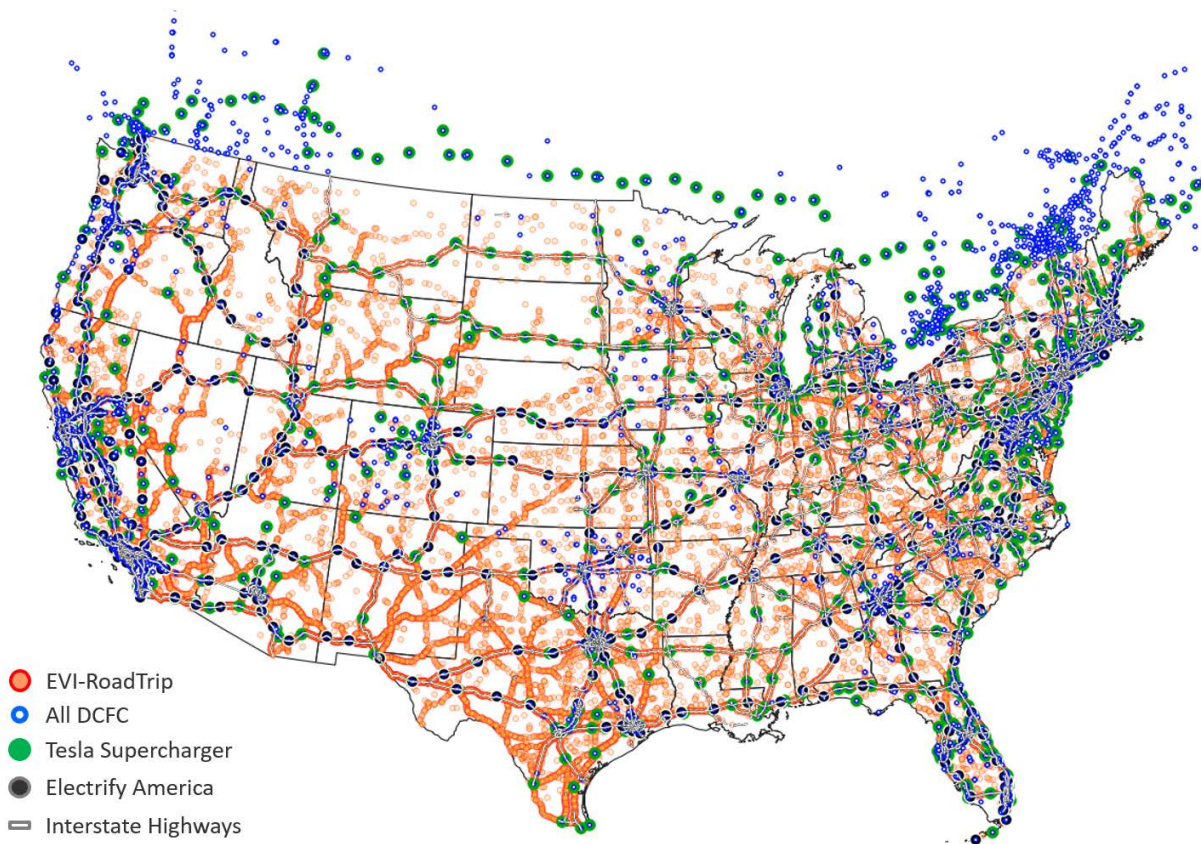 EVI-RoadTrip
All DCFC
Tesla Supercharger
Electrify America
Interstate Highways